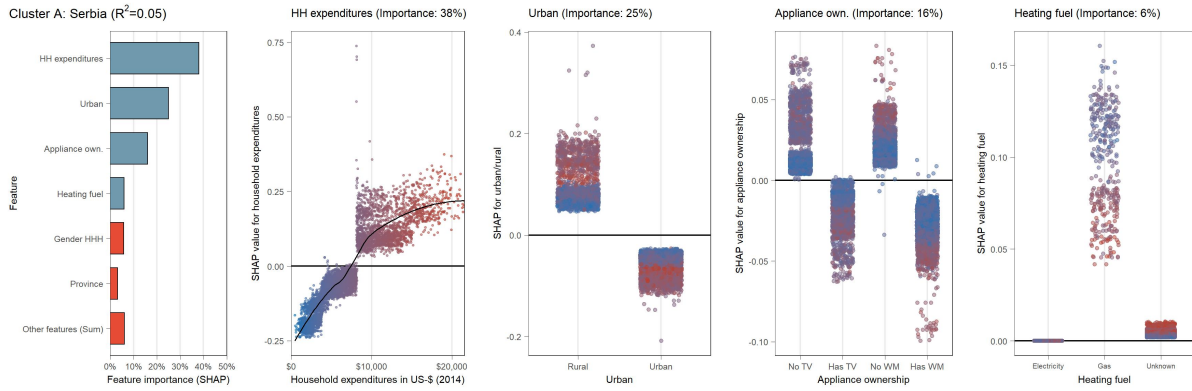 Cluster A: Serbia (R²=0.05)
Feature
HH expenditures
Urban
Appliance own.
Heating fuel
Gender HHH
Province
Other features (Sum)
0% 10% 20% 30% 40% 50%
Feature importance (SHAP)
HH expenditures (Importance: 38%)
SHAP value for household expenditures
0.75
0.50
0.25
0.00
-0.25
$0 $10,000 $20,000
Household expenditures in US-$ (2014)
Urban (Importance: 25%)
SHAP for urban/rural
0.4
0.2
0.0
-0.2
Rural Urban
Urban
Appliance own. (Importance: 16%)
SHAP value for appliance ownership
0.05
0.00
-0.05
-0.10
No TV Has TV No WM Has WM
Appliance ownership
Heating fuel (Importance: 6%)
SHAP value for heating fuel
0.15
0.10
0.05
0.00
Electricity Gas Unknown
Heating fuel